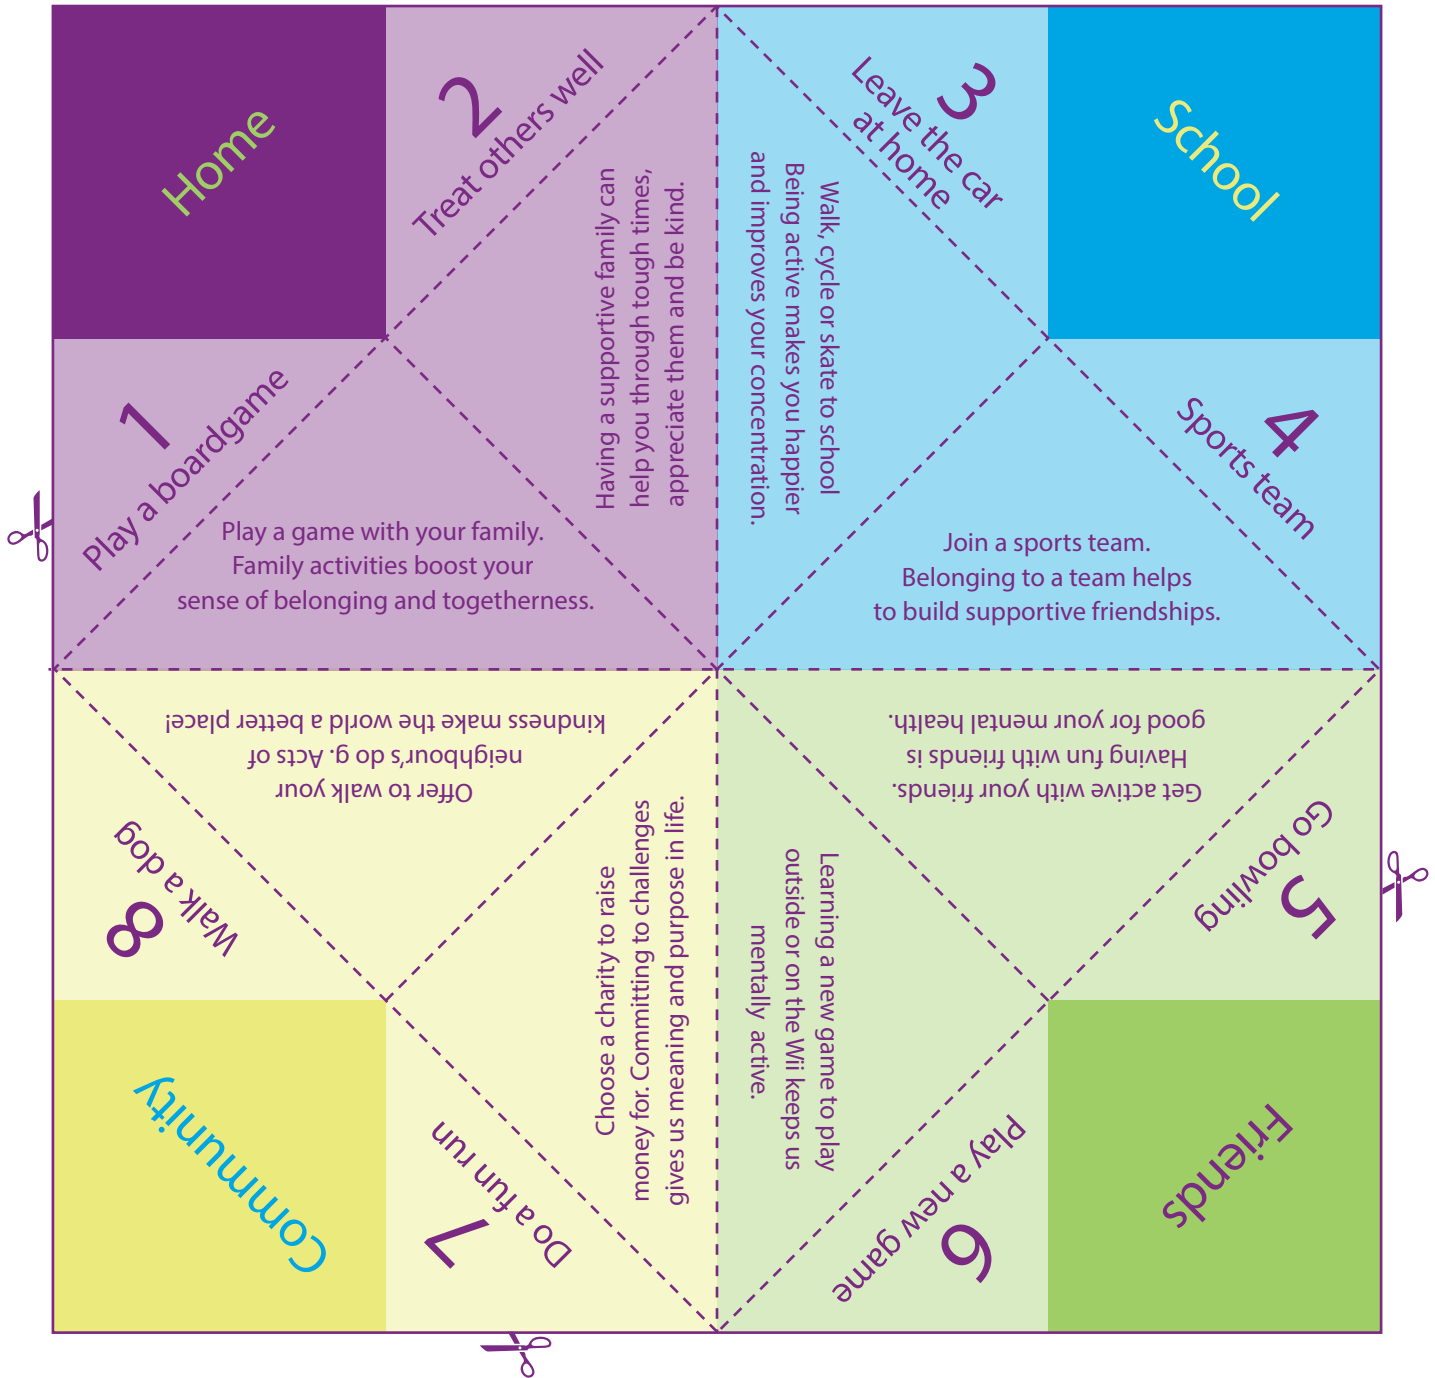 Home
1
Play a boardgame
Play a game with your family.
Family activities boost your
sense of belonging and togetherness.
2
Treat others well
Having a supportive family can
help you through tough times,
appreciate them and be kind.
School
3
Leave the car
at home
Walk, cycle or skate to school
Being active makes you happier
and improves your concentration.
4
Sports team
Join a sports team.
Belonging to a team helps
to build supportive friendships.
Friends
5
Go bowling
Get active with your friends.
Having fun with friends is
good for your mental health.
6
Play a new game
Learning a new game to play
outside or on the Wii keeps us
mentally active.
Community
7
Do a fun run
Choose a charity to raise
money for. Committing to challenges
gives us meaning and purpose in life.
8
Walk a dog
Offer to walk your
neighbour's do g. Acts of
kindness make the world a better place!